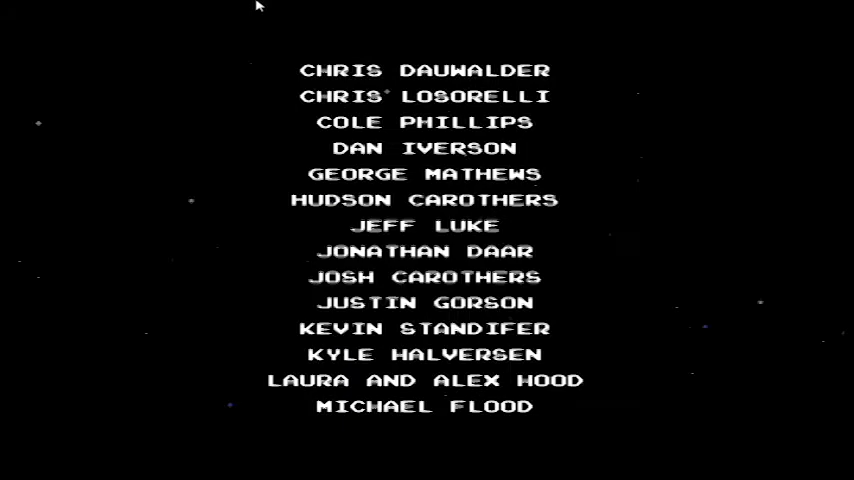 CHRIS DAUWALDER
CHRIS LOSORELLI
COLE PHILLIPS
DAN IVERSON
GEORGE MATHEWS
HUDSON CAROTHERS
JEFF LUKE
JONATHAN DAAR
JOSH CAROTHERS
JUSTIN GORSON
KEVIN STANDIFER
KYLE HALVERSEN
LAURA AND ALEX HOOD
MICHAEL FLOOD